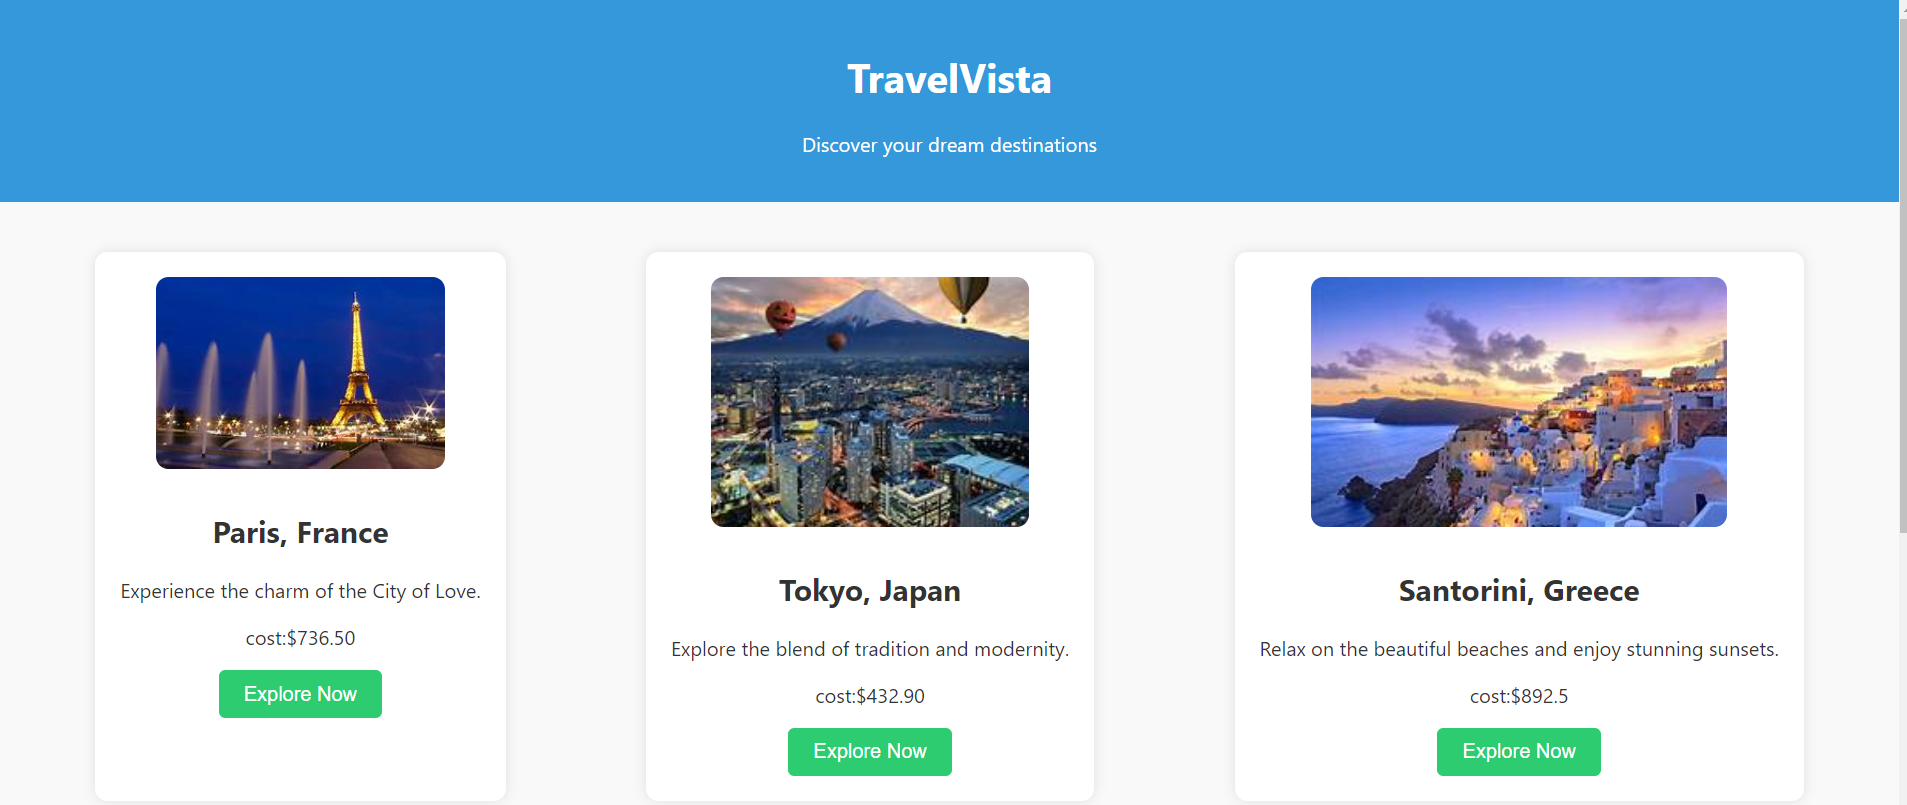 TravelVista
Discover your dream destinations
Paris, France
Experience the charm of the City of Love.
cost:$736.50
Explore Now
Tokyo, Japan
Explore the blend of tradition and modernity.
cost:$432.90
Explore Now
Santorini, Greece
Relax on the beautiful beaches and enjoy stunning sunsets.
cost:$892.5
Explore Now